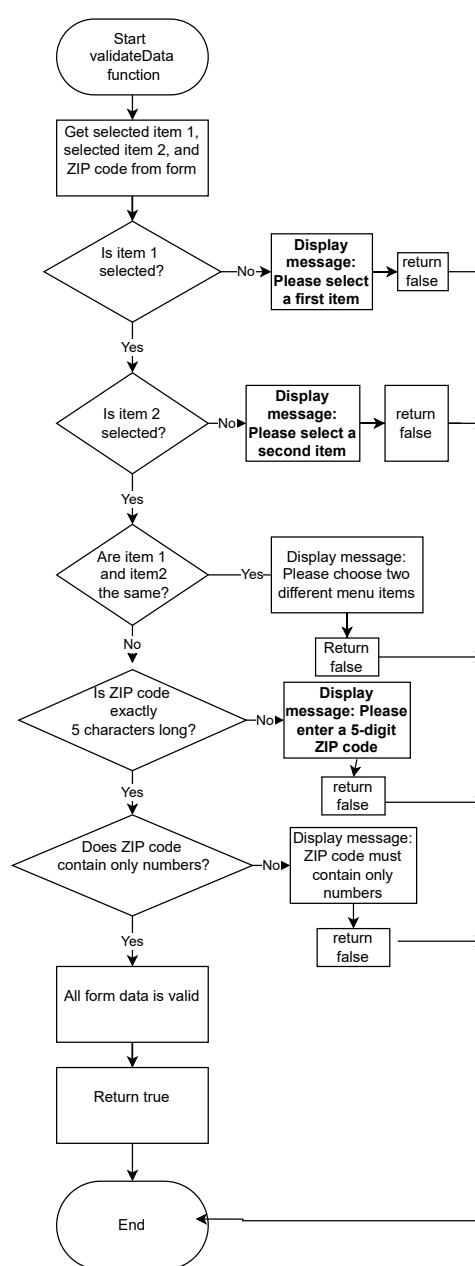 Start
validateData
function
Get selected item 1,
selected item 2, and
ZIP code from form
Is item 1
selected?
No
Display
message:
Please select
a first item
return
false
Yes
Is item 2
selected?
No
Display
message:
Please select a
second item
return
false
Yes
Are item 1
and item2
the same?
Yes
Display message:
Please choose two
different menu items
Return
false
No
Is ZIP code
exactly
5 characters long?
No
Display
message: Please
enter a 5-digit
ZIP code
return
false
Yes
Does ZIP code
contain only numbers?
No
Display message:
ZIP code must
contain only
numbers
return
false
Yes
All form data is valid
Return true
End